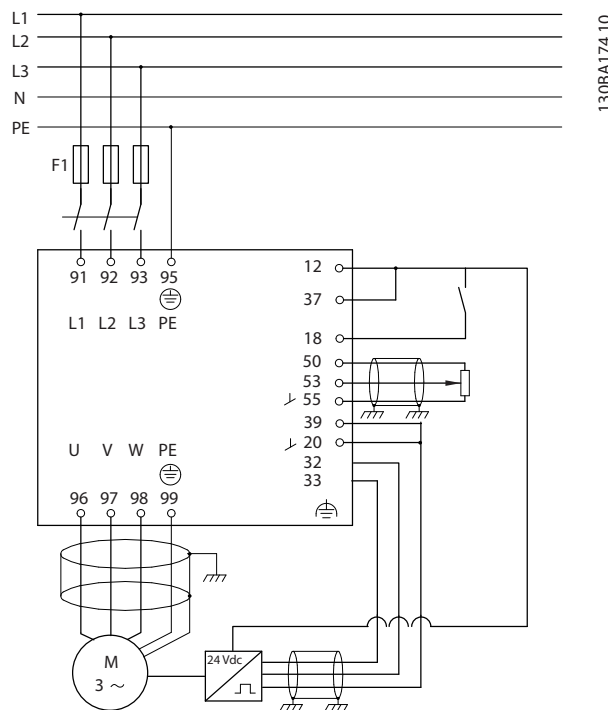 L1
L2
L3
N
PE
130BA174.10
F1
91 92 93 95
L1 L2 L3 PE
12
37
18
50
53
55
39
20
32
33
U V W PE
96 97 98 99
M
3 ~
24 Vdc